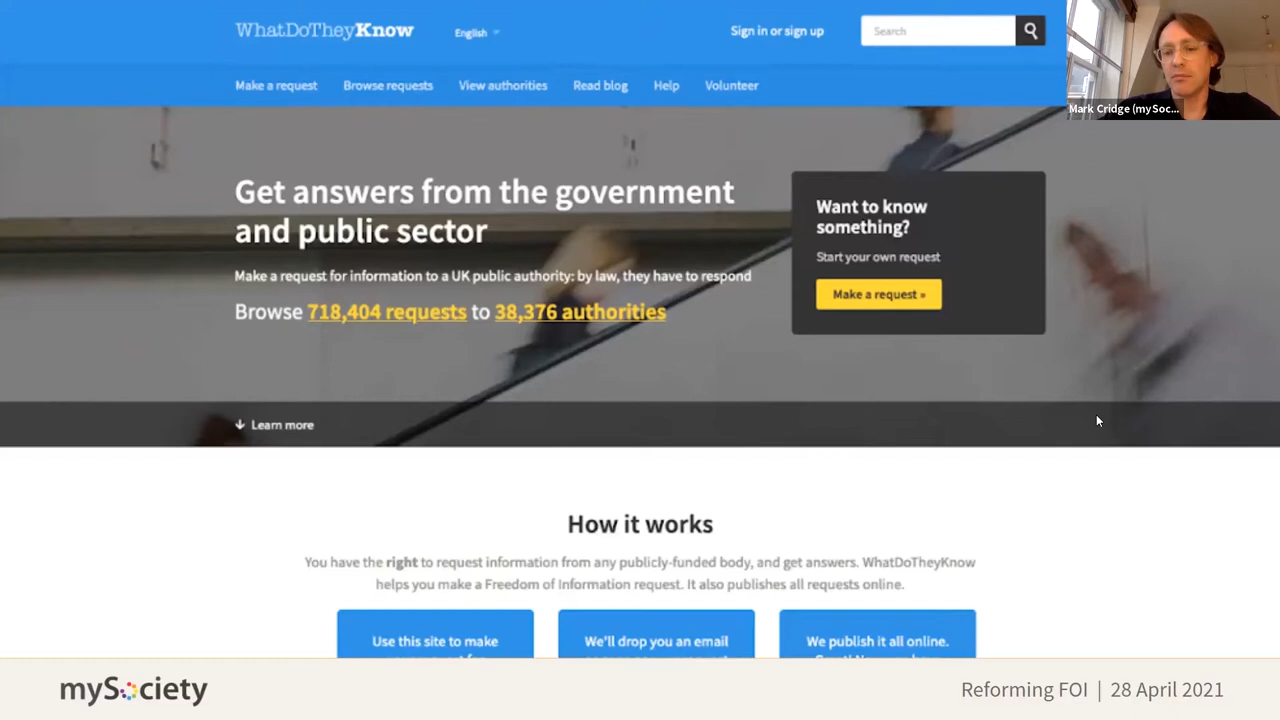 WhatDoTheyKnow
English
Sign in or sign up
Search
Mark Cridge (mySoc...
Make a request
Browse requests
View authorities
Read blog
Help
Volunteer
Get answers from the government
and public sector
Make a request for information to a UK public authority: by law, they have to respond
Browse 718,404 requests to 38,376 authorities
Want to know
something?
Start your own request
Make a request »
Learn more
How it works
You have the right to request information from any publicly-funded body, and get answers. WhatDoTheyKnow
helps you make a Freedom of Information request. It also publishes all requests online.
Use this site to make
We'll drop you an email
We publish it all online.
mySociety
Reforming FOI | 28 April 2021